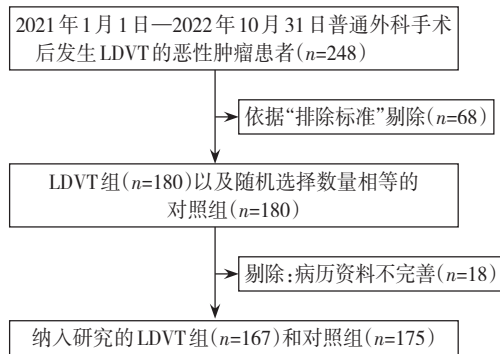 2021年1月1日—2022年10月31日普通外科手术
后发生LDVT的恶性肿瘤患者(n=248)
依据“排除标准”剔除(n=68)
LDVT组(n=180)以及随机选择数量相等的
对照组(n=180)
剔除:病历资料不完善(n=18)
纳入研究的LDVT组(n=167)和对照组(n=175)